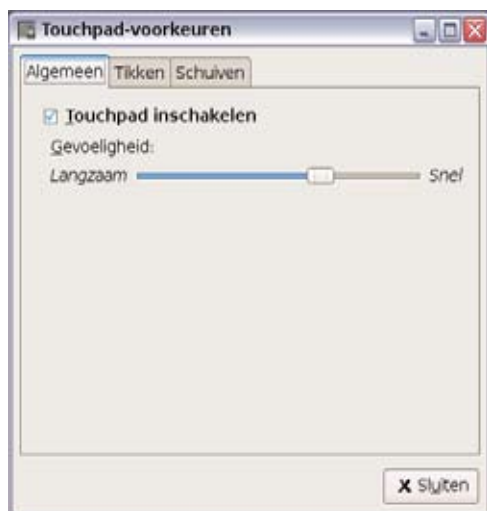 Touchpad-voorkeuren
Algemeen Tikken Schuiven
Touchpad inschakelen
Gevoeligheid:
Langzaam Snel
Sluiten